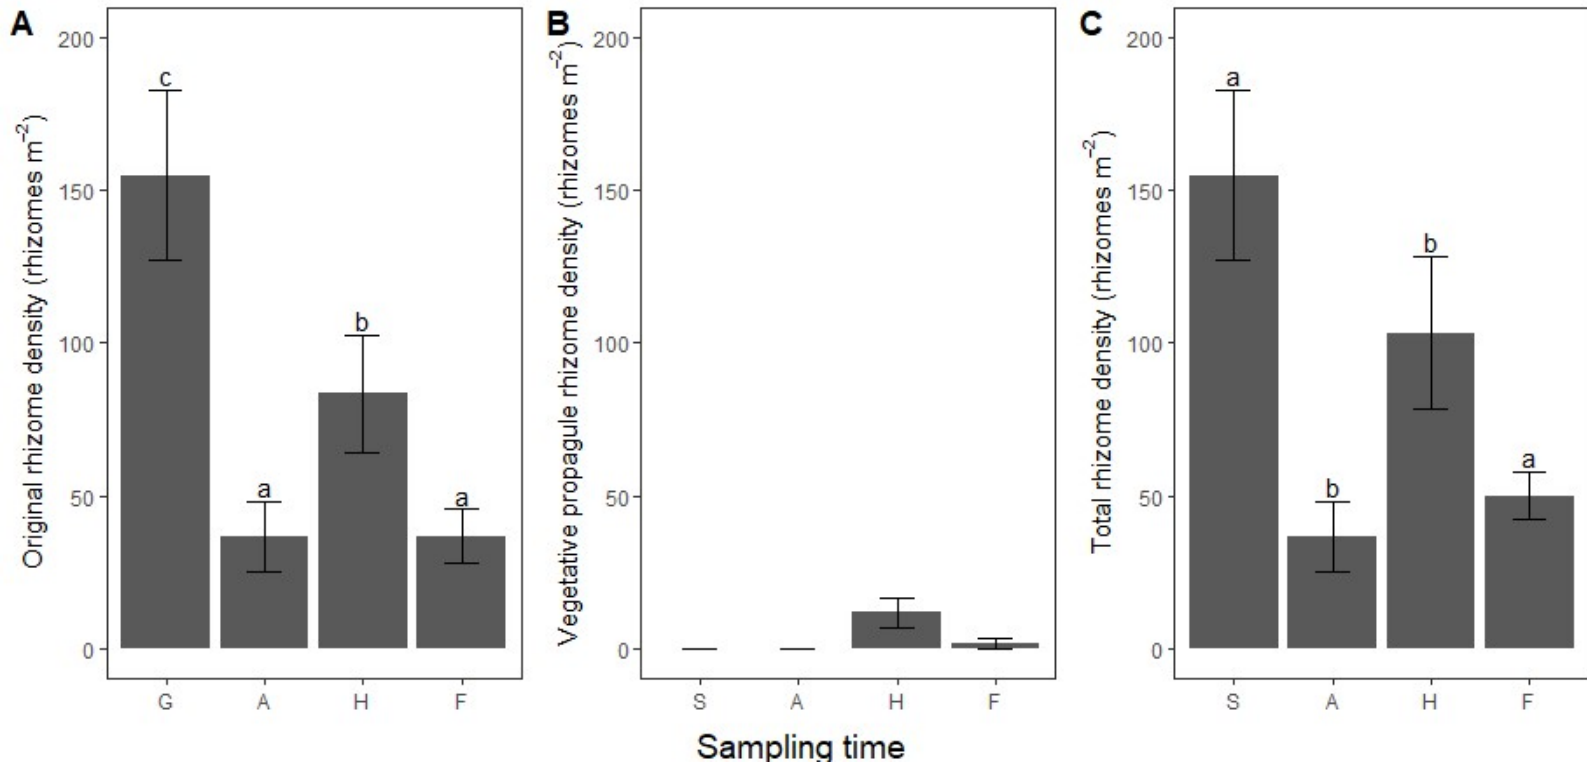 A
Original rhizome density (rhizomes m⁻²)
200
150
100
50
0
c
a
b
a
G A H F
B
Vegetative propagule rhizome density (rhizomes m⁻²)
200
150
100
50
0
S A H F
C
Total rhizome density (rhizomes m⁻²)
200
150
100
50
0
a
b
b
a
S A H F
Sampling time